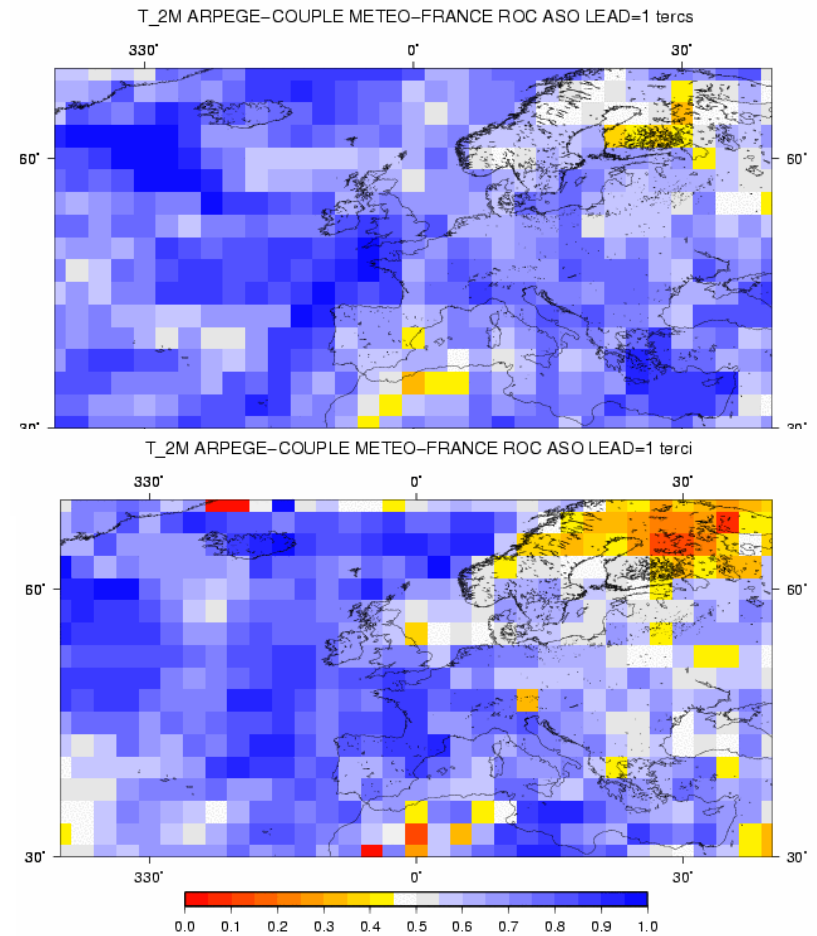 T_2M ARPEGE−COUPLE METEO−FRANCE ROC ASO LEAD=1 tercs
330˚ 0˚ 30˚
60˚ 60˚
30˚ 30˚
T_2M ARPEGE−COUPLE METEO−FRANCE ROC ASO LEAD=1 terci
330˚ 0˚ 30˚
60˚ 60˚
30˚ 30˚
330˚ 0˚ 30˚
0.0 0.1 0.2 0.3 0.4 0.5 0.6 0.7 0.8 0.9 1.0